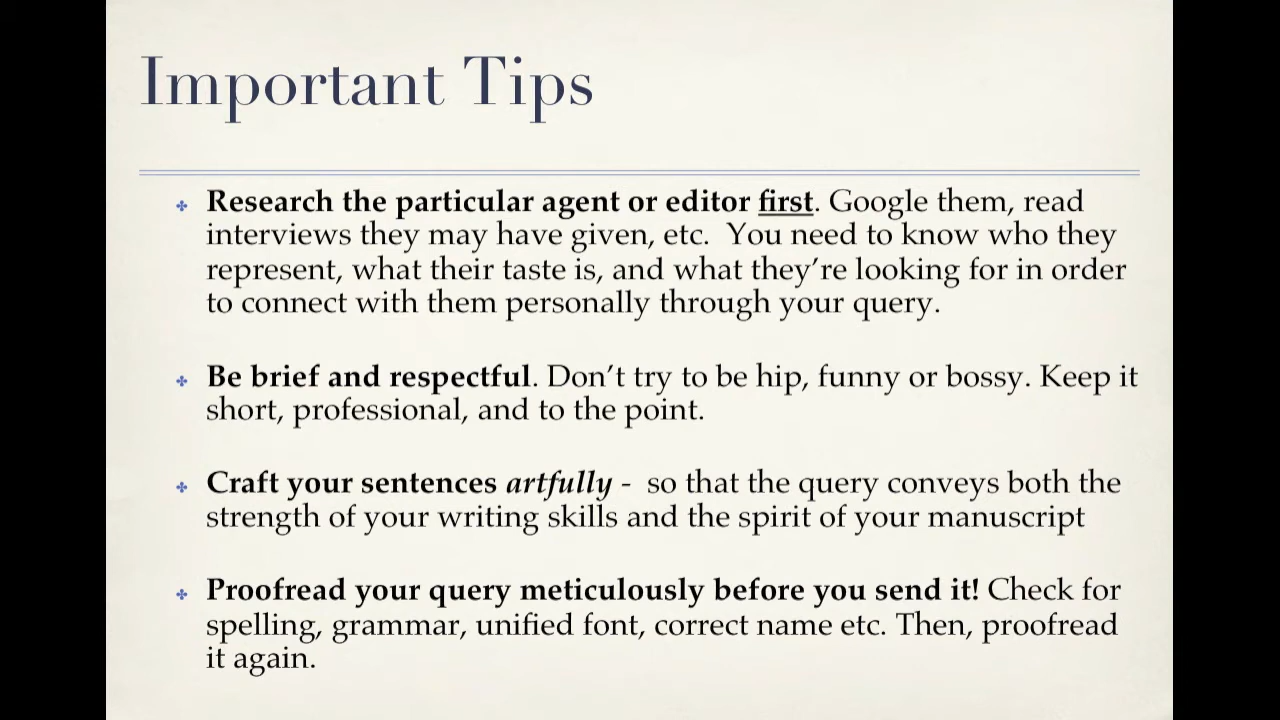 Important Tips
Research the particular agent or editor first. Google them, read
interviews they may have given, etc.  You need to know who they
represent, what their taste is, and what they’re looking for in order
to connect with them personally through your query.
Be brief and respectful. Don’t try to be hip, funny or bossy. Keep it
short, professional, and to the point.
Craft your sentences artfully -  so that the query conveys both the
strength of your writing skills and the spirit of your manuscript
Proofread your query meticulously before you send it! Check for
spelling, grammar, unified font, correct name etc. Then, proofread
it again.